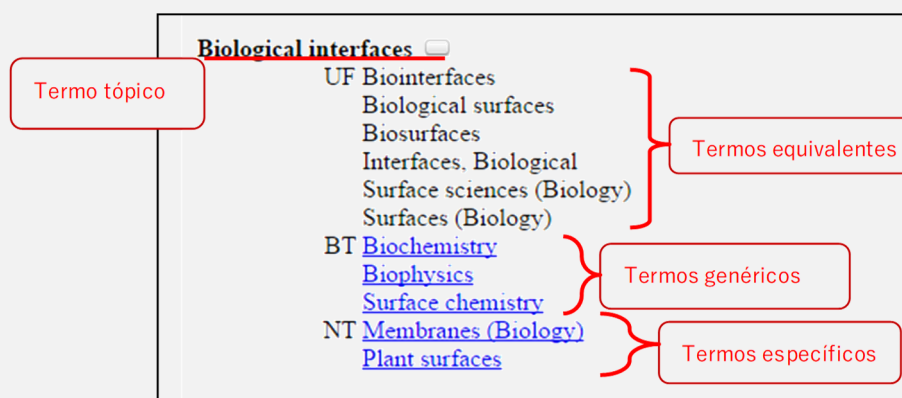 Biological interfaces
Termo tópico
UF Biointerfaces
Biological surfaces
Biosurfaces
Termos equivalentes
Interfaces, Biological
Surface sciences (Biology)
Surfaces (Biology)
BT Biochemistry
Biophysics
Termos genéricos
Surface chemistry
NT Membranes (Biology)
Termos específicos
Plant surfaces